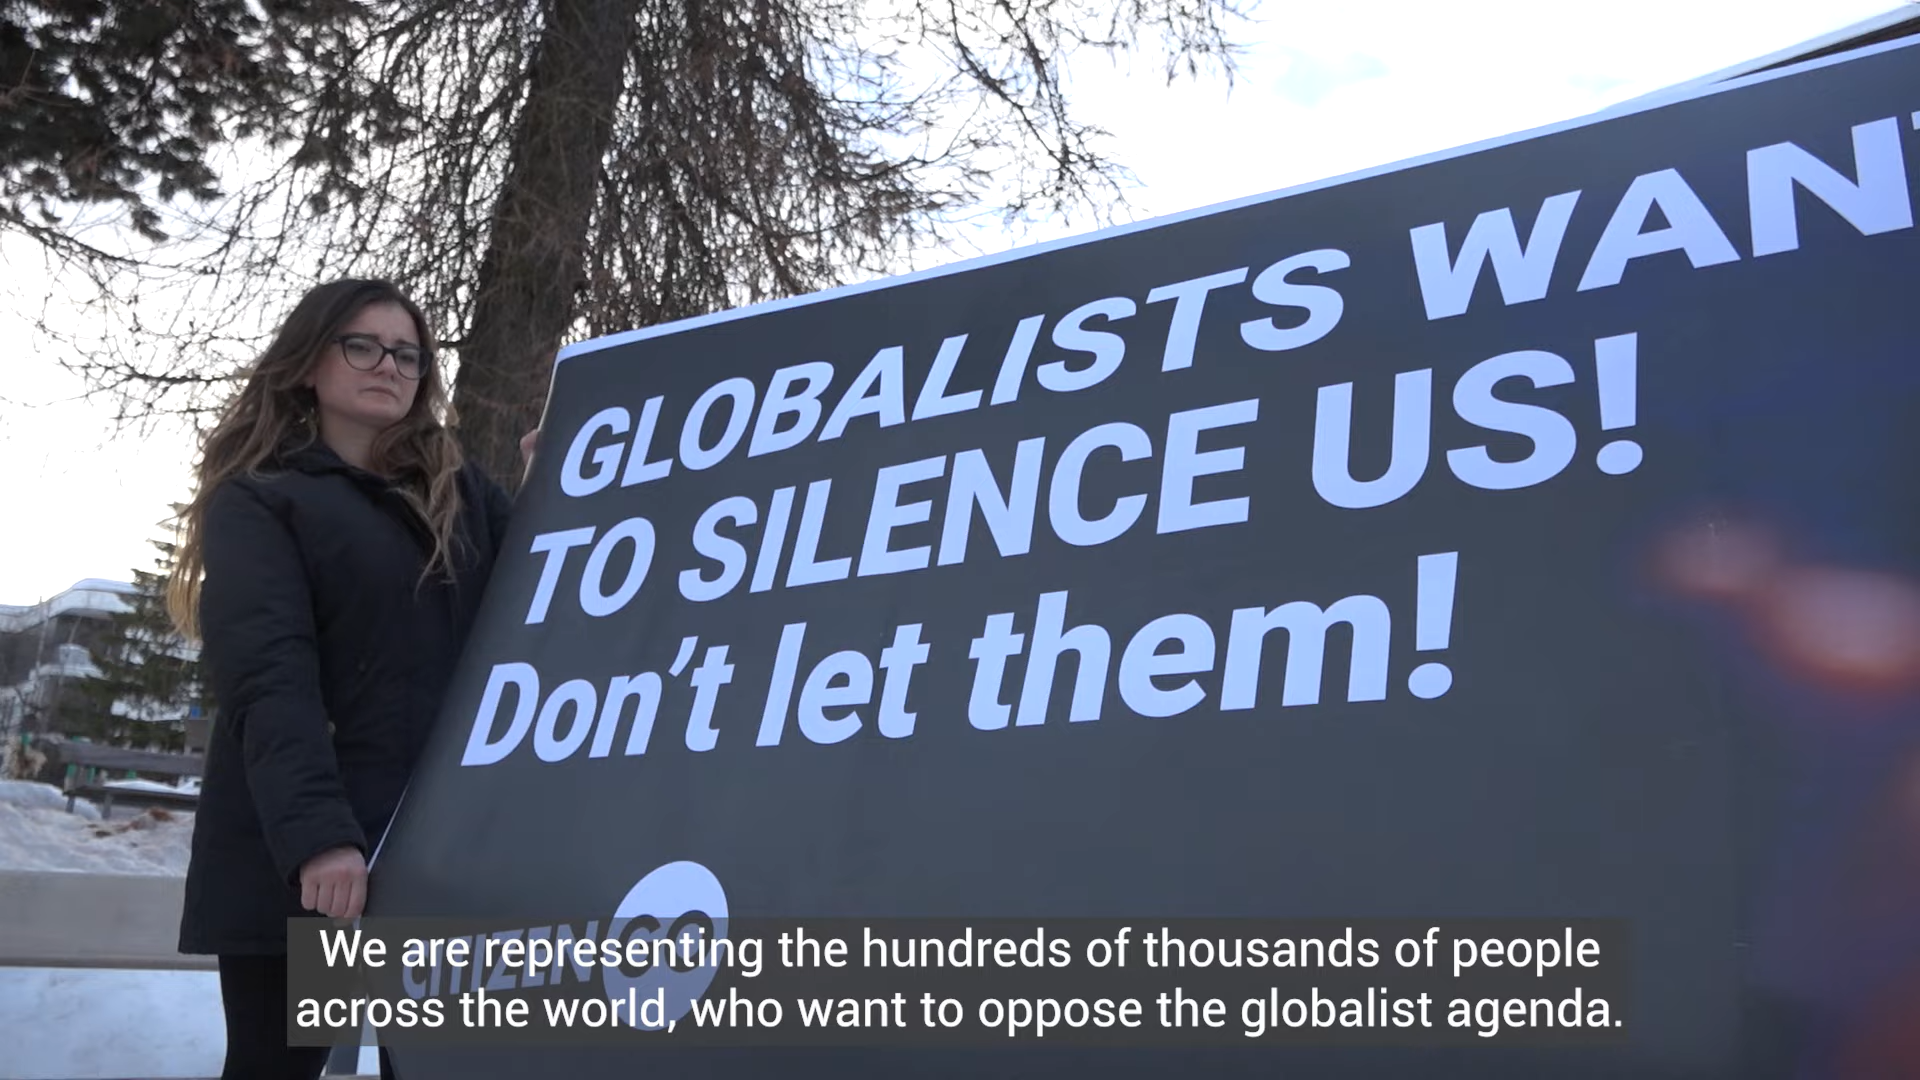 GLOBALISTS WANT
TO SILENCE US!
Don't let them!
CITIZEN GO
We are representing the hundreds of thousands of people
across the world, who want to oppose the globalist agenda.